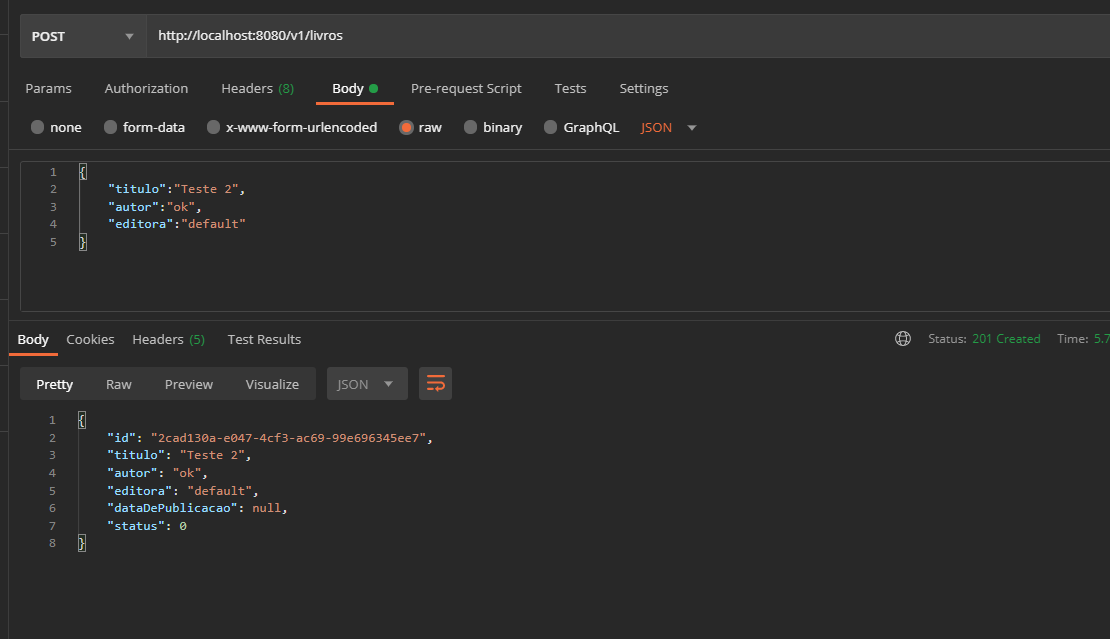 POST http://localhost:8080/v1/livros
Params Authorization Headers (8) Body Pre-request Script Tests Settings
none form-data x-www-form-urlencoded raw binary GraphQL JSON
1 {
2 "titulo":"Teste 2",
3 "autor":"ok",
4 "editora":"default"
5 }
Body Cookies Headers (5) Test Results Status: 201 Created Time: 5.7
Pretty Raw Preview Visualize JSON
1 {
2 "id": "2cad130a-e047-4cf3-ac69-99e696345ee7",
3 "titulo": "Teste 2",
4 "autor": "ok",
5 "editora": "default",
6 "dataDePublicacao": null,
7 "status": 0
8 }